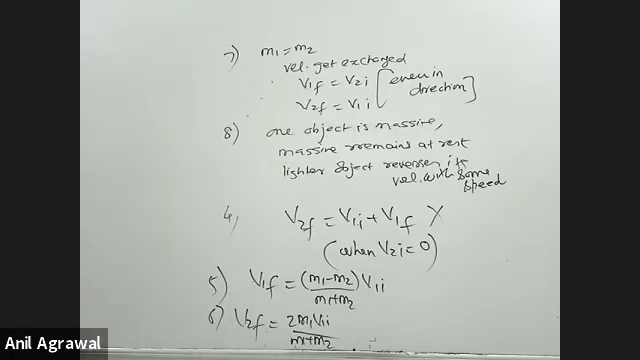 7) m1 = m2
vel. get exchanged
V1f = V2i [even in
V2f = V1i direction]
8) one object is massive,
massive remains at rest
lighter object reverses its
vel. with same
speed
4, V2f = V1i + V1f
(when V2i = 0)
5) V1f = (m1-m2) V1i
m1+m2
6) V2f = 2m1V1i
m1+m2
Anil Agrawal